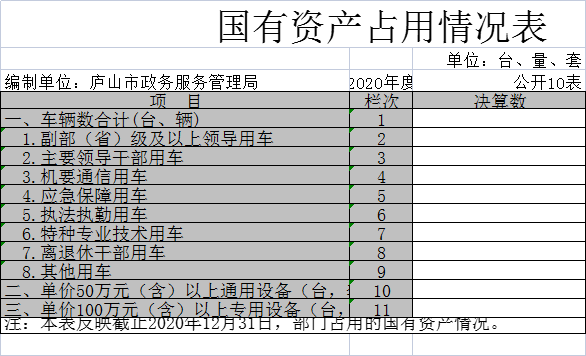 国有资产占用情况表
单位：台、量、套
编制单位：庐山市政务服务管理局 2020年度 公开10表
项 目 栏次 决算数
一、车辆数合计(台、辆) 1
1.副部（省）级及以上领导用车 2
2.主要领导干部用车 3
3.机要通信用车 4
4.应急保障用车 5
5.执法执勤用车 6
6.特种专业技术用车 7
7.离退休干部用车 8
8.其他用车 9
二、单价50万元（含）以上通用设备（台， 10
三、单价100万元（含）以上专用设备（台， 11
注：本表反映截止2020年12月31日，部门占用的国有资产情况。